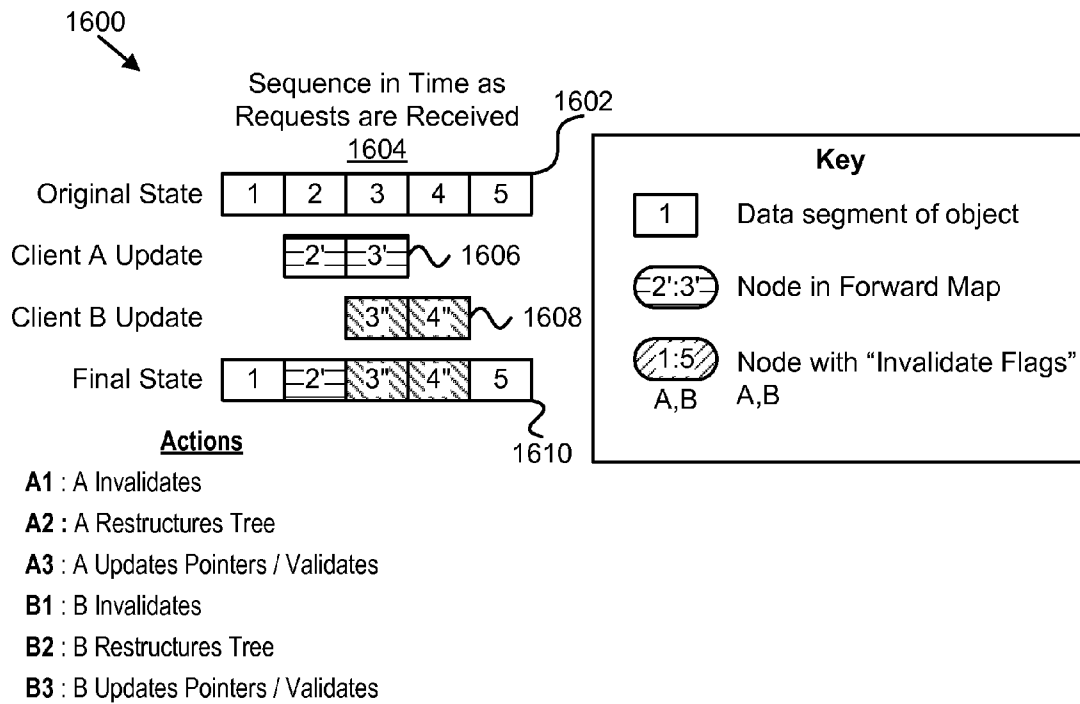 1600
Sequence in Time as
Requests are Received
1604
1602
Original State 1 2 3 4 5
Client A Update 2' 3' 1606
Client B Update 3" 4" 1608
Final State 1 2' 3" 4" 5
1610
Key
1 Data segment of object
2':3' Node in Forward Map
1:5 Node with “Invalidate Flags”
A,B A,B
Actions
A1 : A Invalidates
A2 : A Restructures Tree
A3 : A Updates Pointers / Validates
B1 : B Invalidates
B2 : B Restructures Tree
B3 : B Updates Pointers / Validates